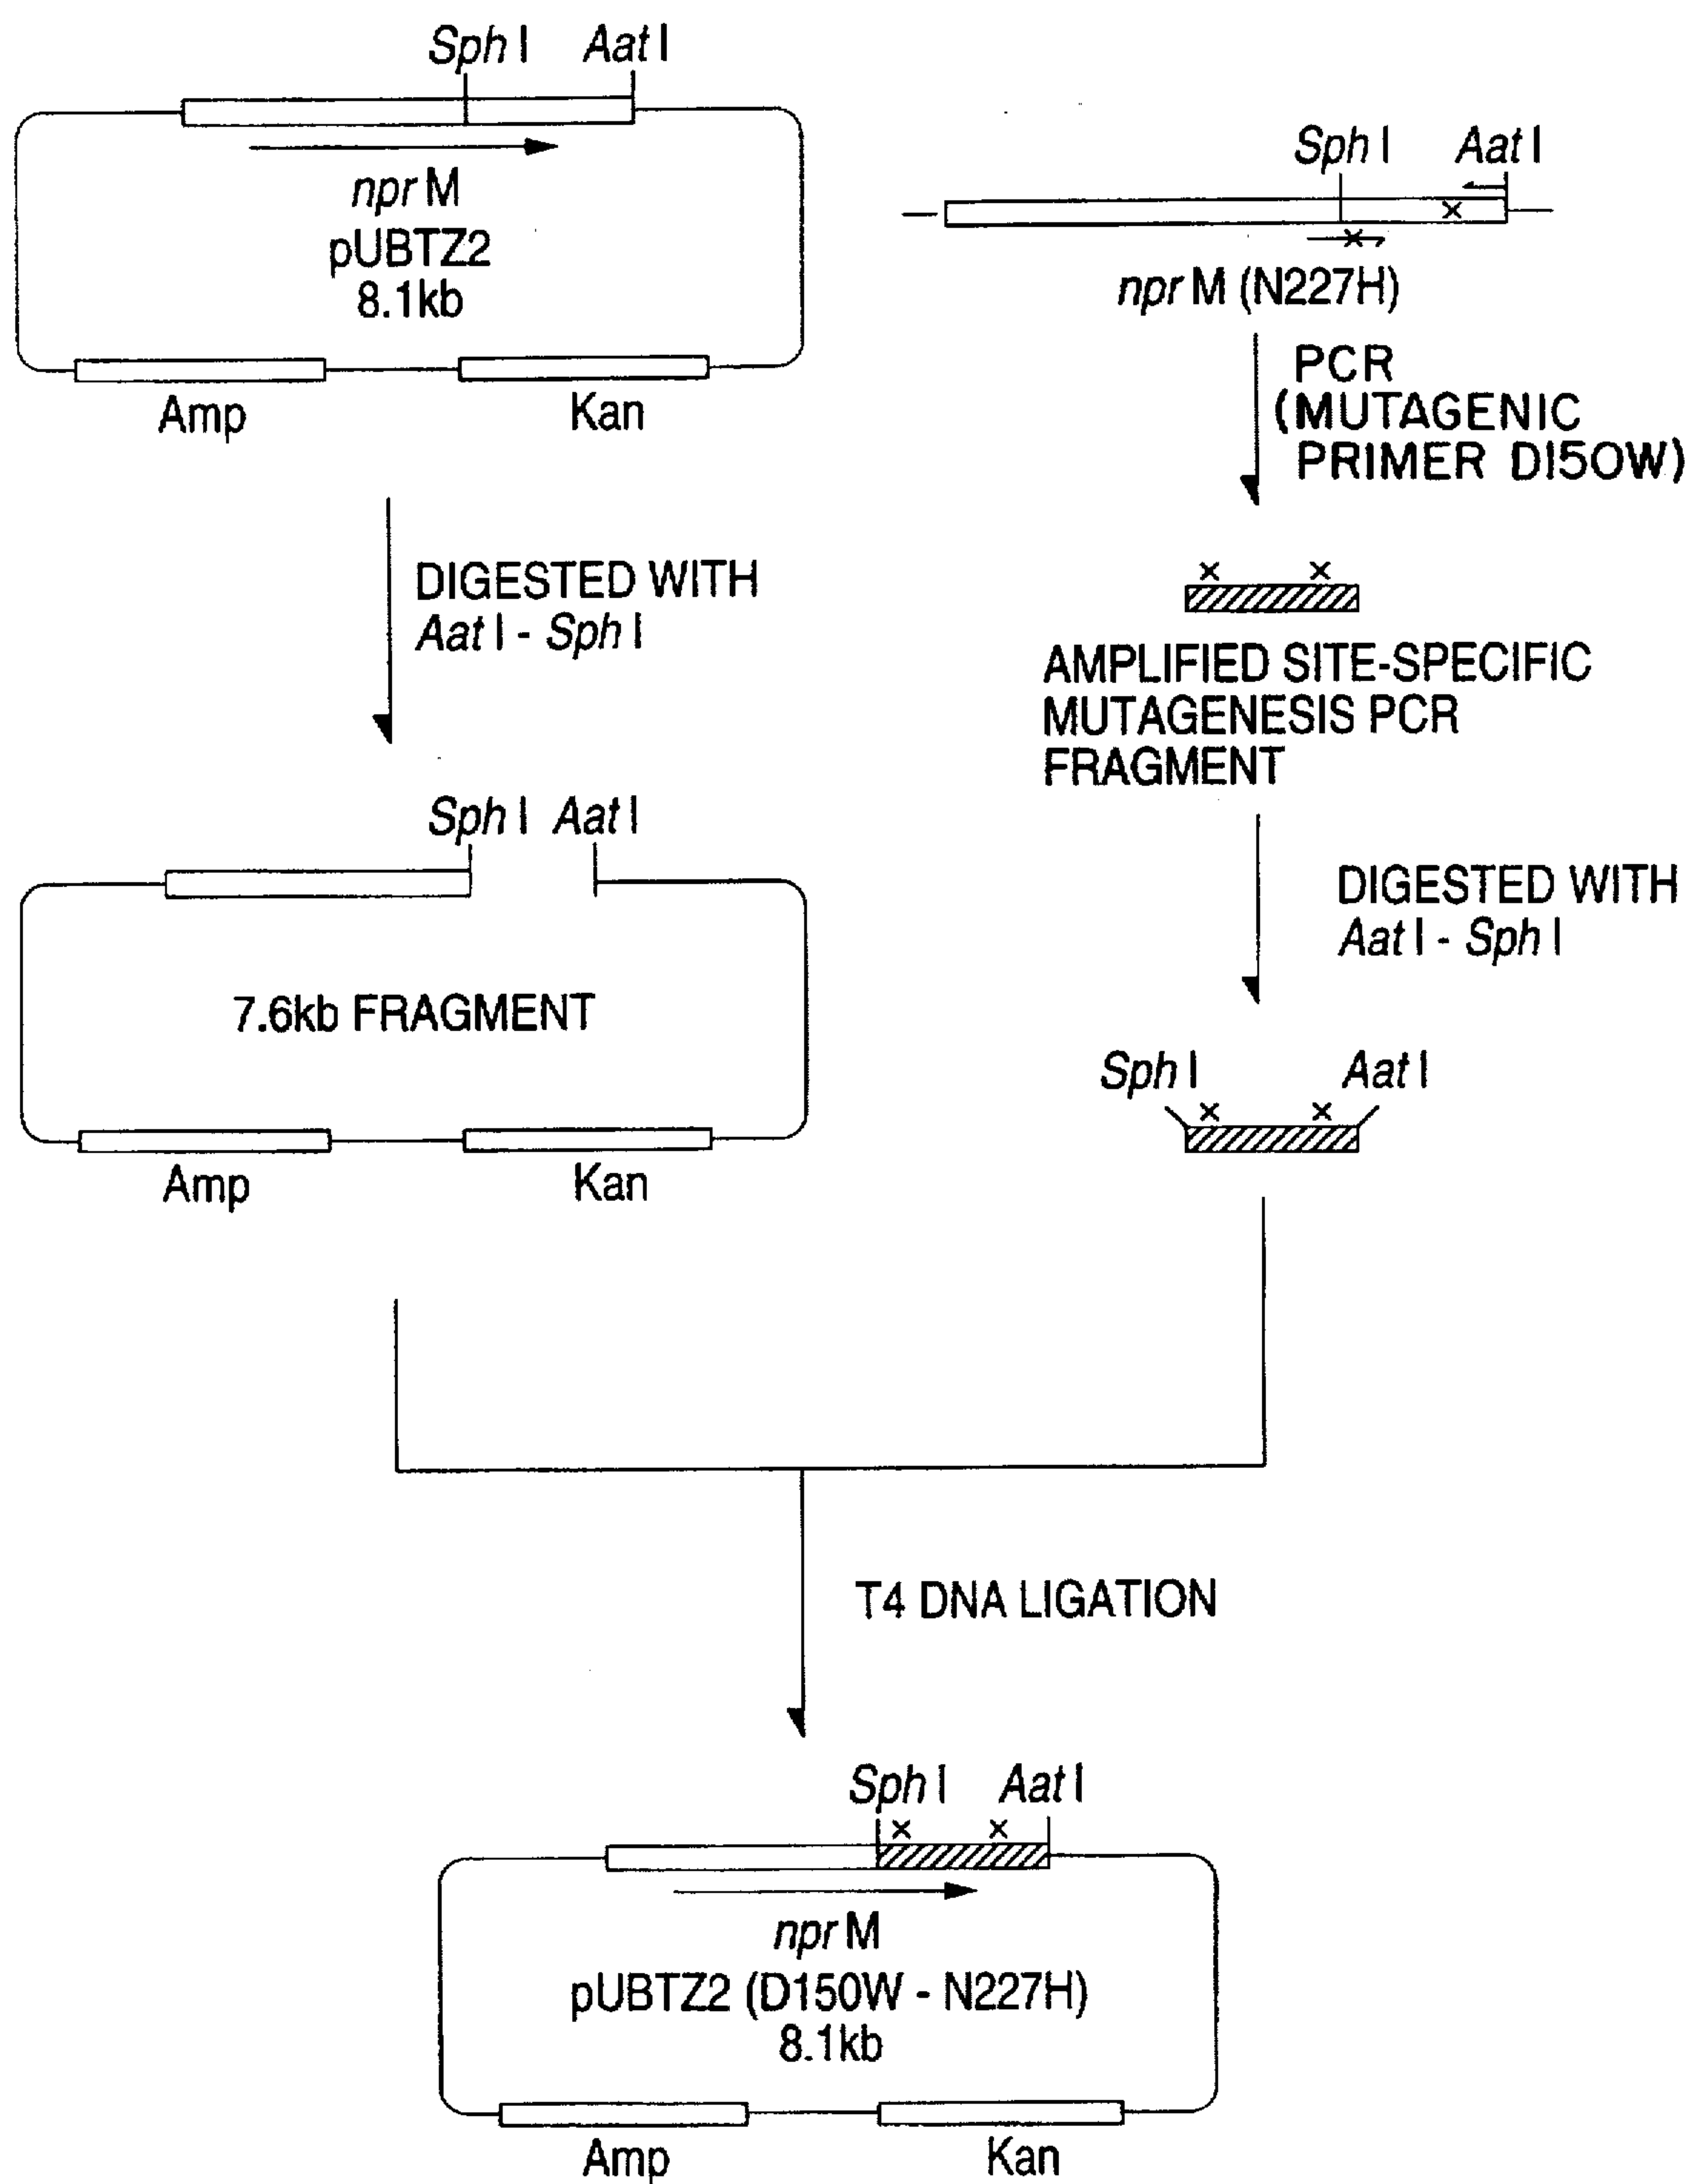 Sph I Aat I
npr M
pUBTZ2
8.1kb
Amp Kan
Sph I Aat I
npr M (N227H)
PCR
(MUTAGENIC
PRIMER D150W)
DIGESTED WITH
Aat I - Sph I
AMPLIFIED SITE-SPECIFIC
MUTAGENESIS PCR
FRAGMENT
Sph I Aat I
7.6kb FRAGMENT
Amp Kan
DIGESTED WITH
Aat I - Sph I
Sph I Aat I
T4 DNA LIGATION
Sph I Aat I
npr M
pUBTZ2 (D150W - N227H)
8.1kb
Amp Kan